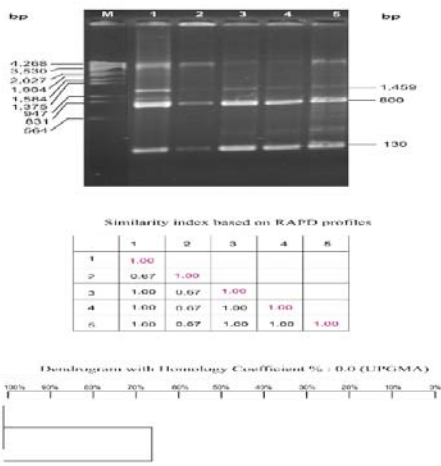 bp M 1 2 3 4 5 bp
4,268
3,530
2,027
1,904
1,584
1,375
947
831
564
1,459
800
130
Similarity index based on RAPD profiles
1 2 3 4 5
1 1.00
2 0.67 1.00
3 1.00 0.67 1.00
4 1.00 0.67 1.00 1.00
5 1.00 0.67 1.00 1.00 1.00
Dendrogram with Homology Coefficient % : 0.0 (UPGMA)
100% 90% 80% 70% 60% 50% 40% 30% 20% 10% 0%